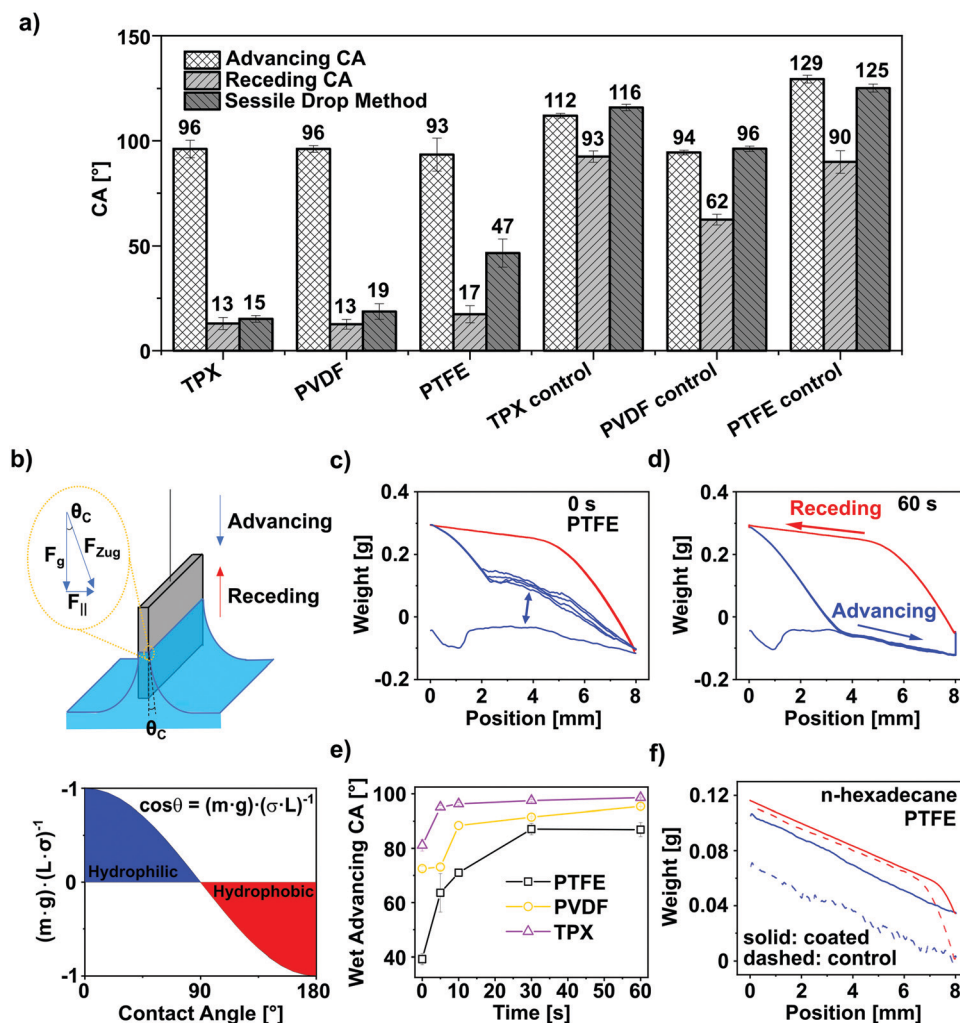 a)
150
100
50
0
CA [°]
Advancing CA
Receding CA
Sessile Drop Method
96
13
15
96
13
19
93
17
47
112
93
116
94
62
96
129
90
125
TPX
PVDF
PTFE
TPX control
PVDF control
PTFE control
b)
θC
Fg
FZug
F||
Advancing
Receding
θC
c)
0.4
0.2
0
-0.2
Weight [g]
0 s
PTFE
0 2 4 6 8
Position [mm]
d)
0.4
0.2
0
-0.2
Weight [g]
60 s
Receding
Advancing
0 2 4 6 8
Position [mm]
-1
0
-1
(m·g)·(L·σ)-1
cosθ = (m·g)·(σ·L)-1
Hydrophilic
Hydrophobic
0 90 180
Contact Angle [°]
e)
100
80
60
40
Wet Advancing CA [°]
PTFE
PVDF
TPX
0 10 20 30 40 50 60
Time [s]
f)
0.12
0.08
0.04
0
Weight [g]
n-hexadecane
PTFE
solid: coated
dashed: control
0 2 4 6 8
Position [mm]